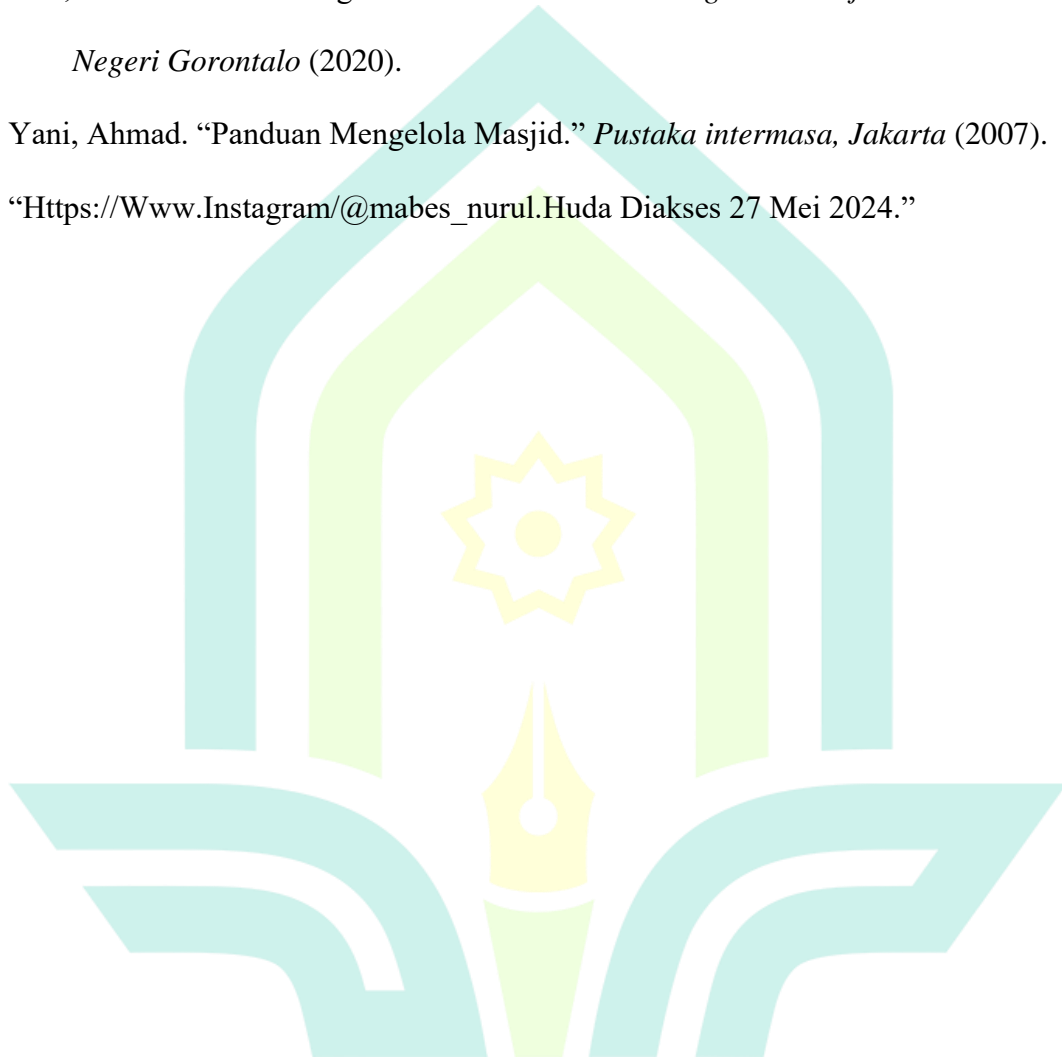 Negeri Gorontalo (2020).
Yani, Ahmad. “Panduan Mengelola Masjid.” Pustaka intermasa, Jakarta (2007).
“Https://Www.Instagram/@mabes_nurul.Huda Diakses 27 Mei 2024.”